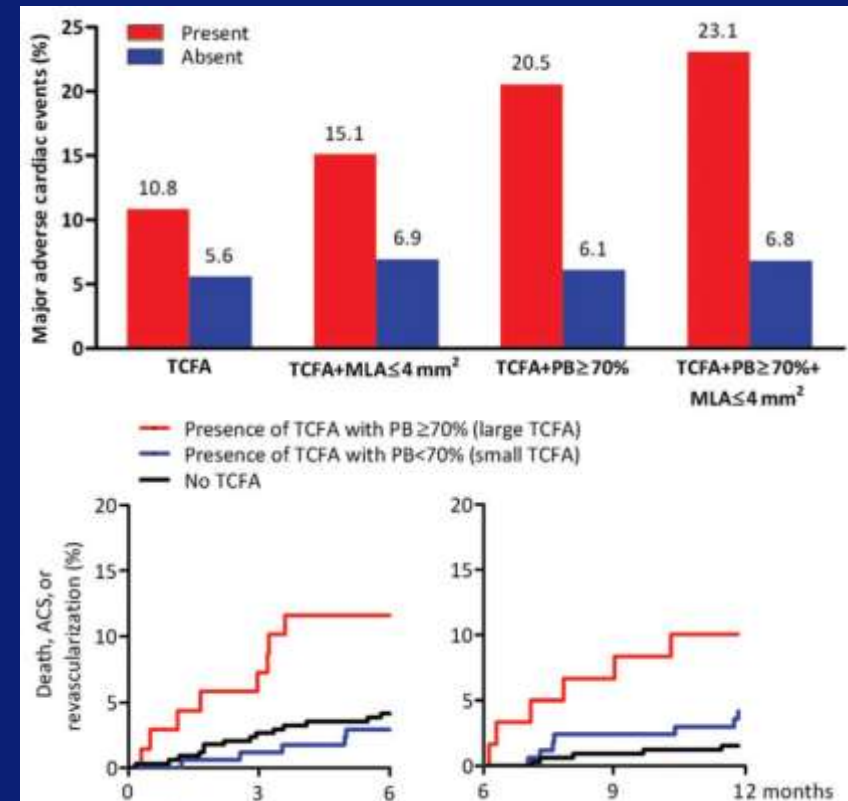 Major adverse cardiac events (%)
25
20
15
10
5
0
Present
Absent
10.8
5.6
15.1
6.9
20.5
6.1
23.1
6.8
TCFA
TCFA+MLA≤4 mm²
TCFA+PB≥70%
TCFA+PB≥70%+
MLA≤4 mm²
Presence of TCFA with PB ≥70% (large TCFA)
Presence of TCFA with PB<70% (small TCFA)
No TCFA
Death, ACS, or
revascularization (%)
20
15
10
5
0
0
3
6
20
15
10
5
0
6
9
12 months